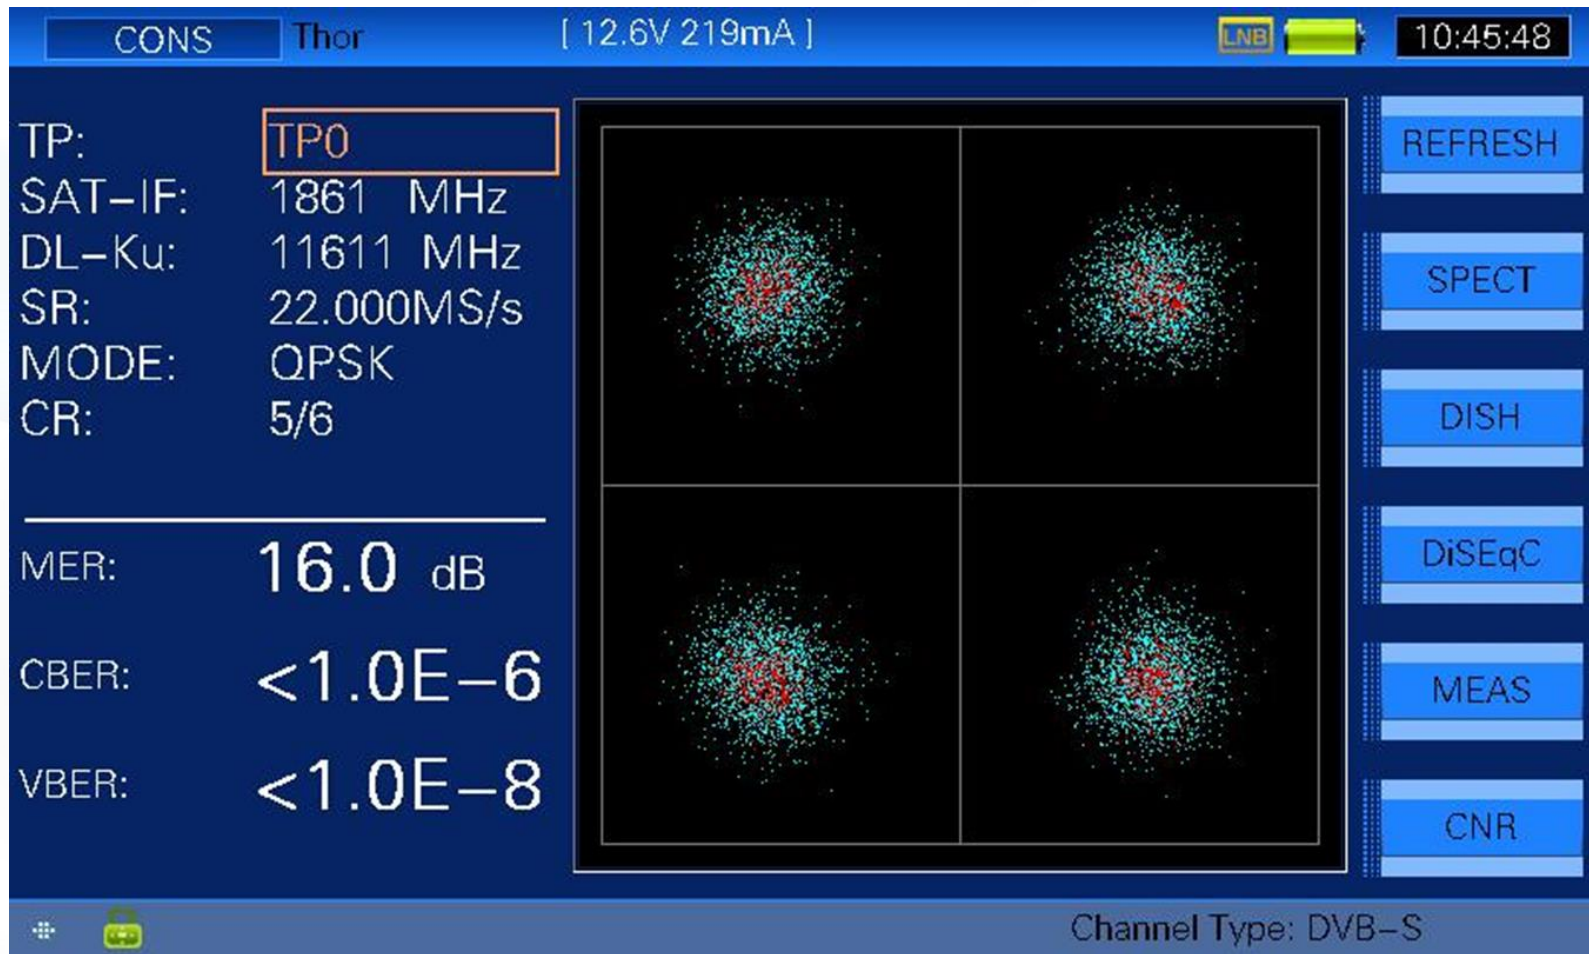 CONS Thor [ 12.6V 219mA ] LNB 10:45:48
TP: TP0
SAT-IF: 1861 MHz
DL-Ku: 11611 MHz
SR: 22.000MS/s
MODE: QPSK
CR: 5/6
MER: 16.0 dB
CBER: <1.0E-6
VBER: <1.0E-8
REFRESH
SPECT
DISH
DiSEqC
MEAS
CNR
Channel Type: DVB-S